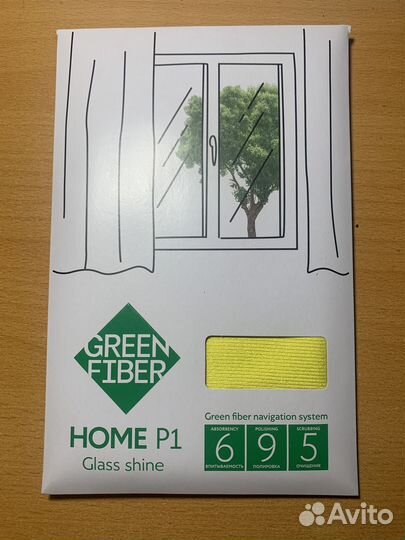 GREEN
FIBER
HOME P1
Glass shine
Green fiber navigation system
ABSORBENCY
6
ВПИТЫВАЕМОСТЬ
POLISHING
9
ПОЛИРОВКА
SCRUBBING
5
ОЧИЩЕНИЕ
Avito